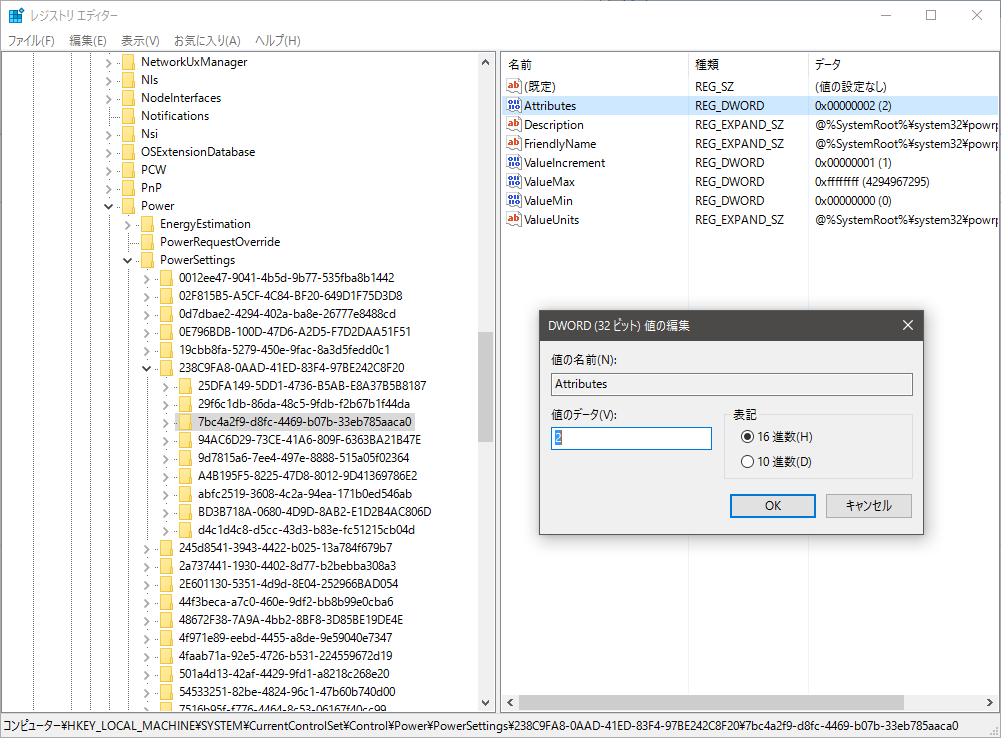 レジストリ エディター
ファイル(F) 編集(E) 表示(V) お気に入り(A) ヘルプ(H)
NetworkUxManager
Nls
NodeInterfaces
Notifications
Nsi
OSExtensionDatabase
PCW
PnP
Power
EnergyEstimation
PowerRequestOverride
PowerSettings
0012ee47-9041-4b5d-9b77-535fba8b1442
02F815B5-A5CF-4C84-BF20-649D1F75D3D8
0d7dbae2-4294-402a-ba8e-26777e8488cd
0E796BDB-100D-47D6-A2D5-F7D2DAA51F51
19cbb8fa-5279-450e-9fac-8a3d5fedd0c1
238C9FA8-0AAD-41ED-83F4-97BE242C8F20
25DFA149-5DD1-4736-B5AB-E8A37B5B8187
29f6c1db-86da-48c5-9fdb-f2b67b1f44da
7bc4a2f9-d8fc-4469-b07b-33eb785aaca0
94AC6D29-73CE-41A6-809F-6363BA21B47E
9d7815a6-7ee4-497e-8888-515a05f02364
A4B195F5-8225-47D8-8012-9D41369786E2
abfc2519-3608-4c2a-94ea-171b0ed546ab
BD3B718A-0680-4D9D-8AB2-E1D2B4AC806D
d4c1d4c8-d5cc-43d3-b83e-fc51215cb04d
245d8541-3943-4422-b025-13a784f679b7
2a737441-1930-4402-8d77-b2bebba308a3
2E601130-5351-4d9d-8E04-252966BAD054
44f3beca-a7c0-460e-9df2-bb8b99e0cba6
48672F38-7A9A-4bb2-8BF8-3D85BE19DE4E
4f971e89-eebd-4455-a8de-9e59040e7347
4faab71a-92e5-4726-b531-224559672d19
501a4d13-42af-4429-9fd1-a8218c268e20
54533251-82be-4824-96c1-47b60b740d00
7516b95f-f776-4464-8c53-06167f40cc99
名前 種類 データ
(既定) REG_SZ (値の設定なし)
Attributes REG_DWORD 0x00000002 (2)
Description REG_EXPAND_SZ @%SystemRoot%¥system32¥powrp
FriendlyName REG_EXPAND_SZ @%SystemRoot%¥system32¥powrp
ValueIncrement REG_DWORD 0x00000001 (1)
ValueMax REG_DWORD 0xffffffff (4294967295)
ValueMin REG_DWORD 0x00000000 (0)
ValueUnits REG_EXPAND_SZ @%SystemRoot%¥system32¥powrp
DWORD (32 ビット) 値の編集
値の名前(N):
Attributes
値のデータ(V):
2
表記
16 進数(H)
10 進数(D)
OK キャンセル
コンピューター¥HKEY_LOCAL_MACHINE¥SYSTEM¥CurrentControlSet¥Control¥Power¥PowerSettings¥238C9FA8-0AAD-41ED-83F4-97BE242C8F20¥7bc4a2f9-d8fc-4469-b07b-33eb785aaca0